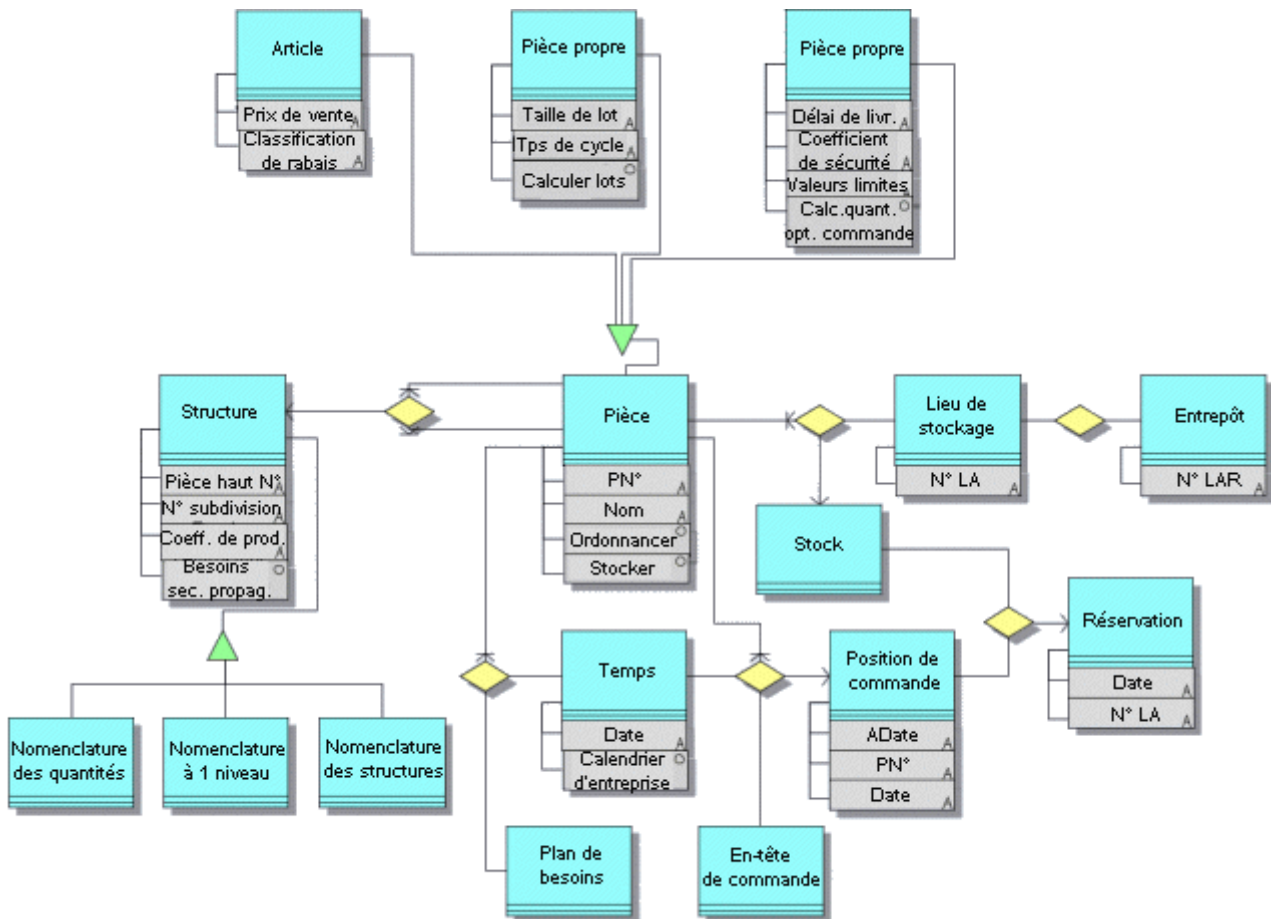 Article
Prix de vente
A
Classification
de rabais
A
Pièce propre
Taille de lot
A
Tps de cycle
A
Calculer lots
Pièce propre
Délai de livr.
A
Coefficient
de sécurité
A
Valeurs limites
A
Calc.quant.
opt. commande
Structure
Pièce haut N°
A
N° subdivision
A
Coeff. de prod.
A
Besoins
sec. propag.
Pièce
PN°
A
Nom
A
Ordonnancer
Stocker
Lieu de
stockage
N° LA
A
Entrepôt
N° LAR
A
Stock
Réservation
Date
A
N° LA
A
Temps
Date
A
Calendrier
d'entreprise
Position de
commande
ADate
A
PN°
A
Date
A
Nomenclature
des quantités
Nomenclature
à 1 niveau
Nomenclature
des structures
Plan de
besoins
En-tête
de commande